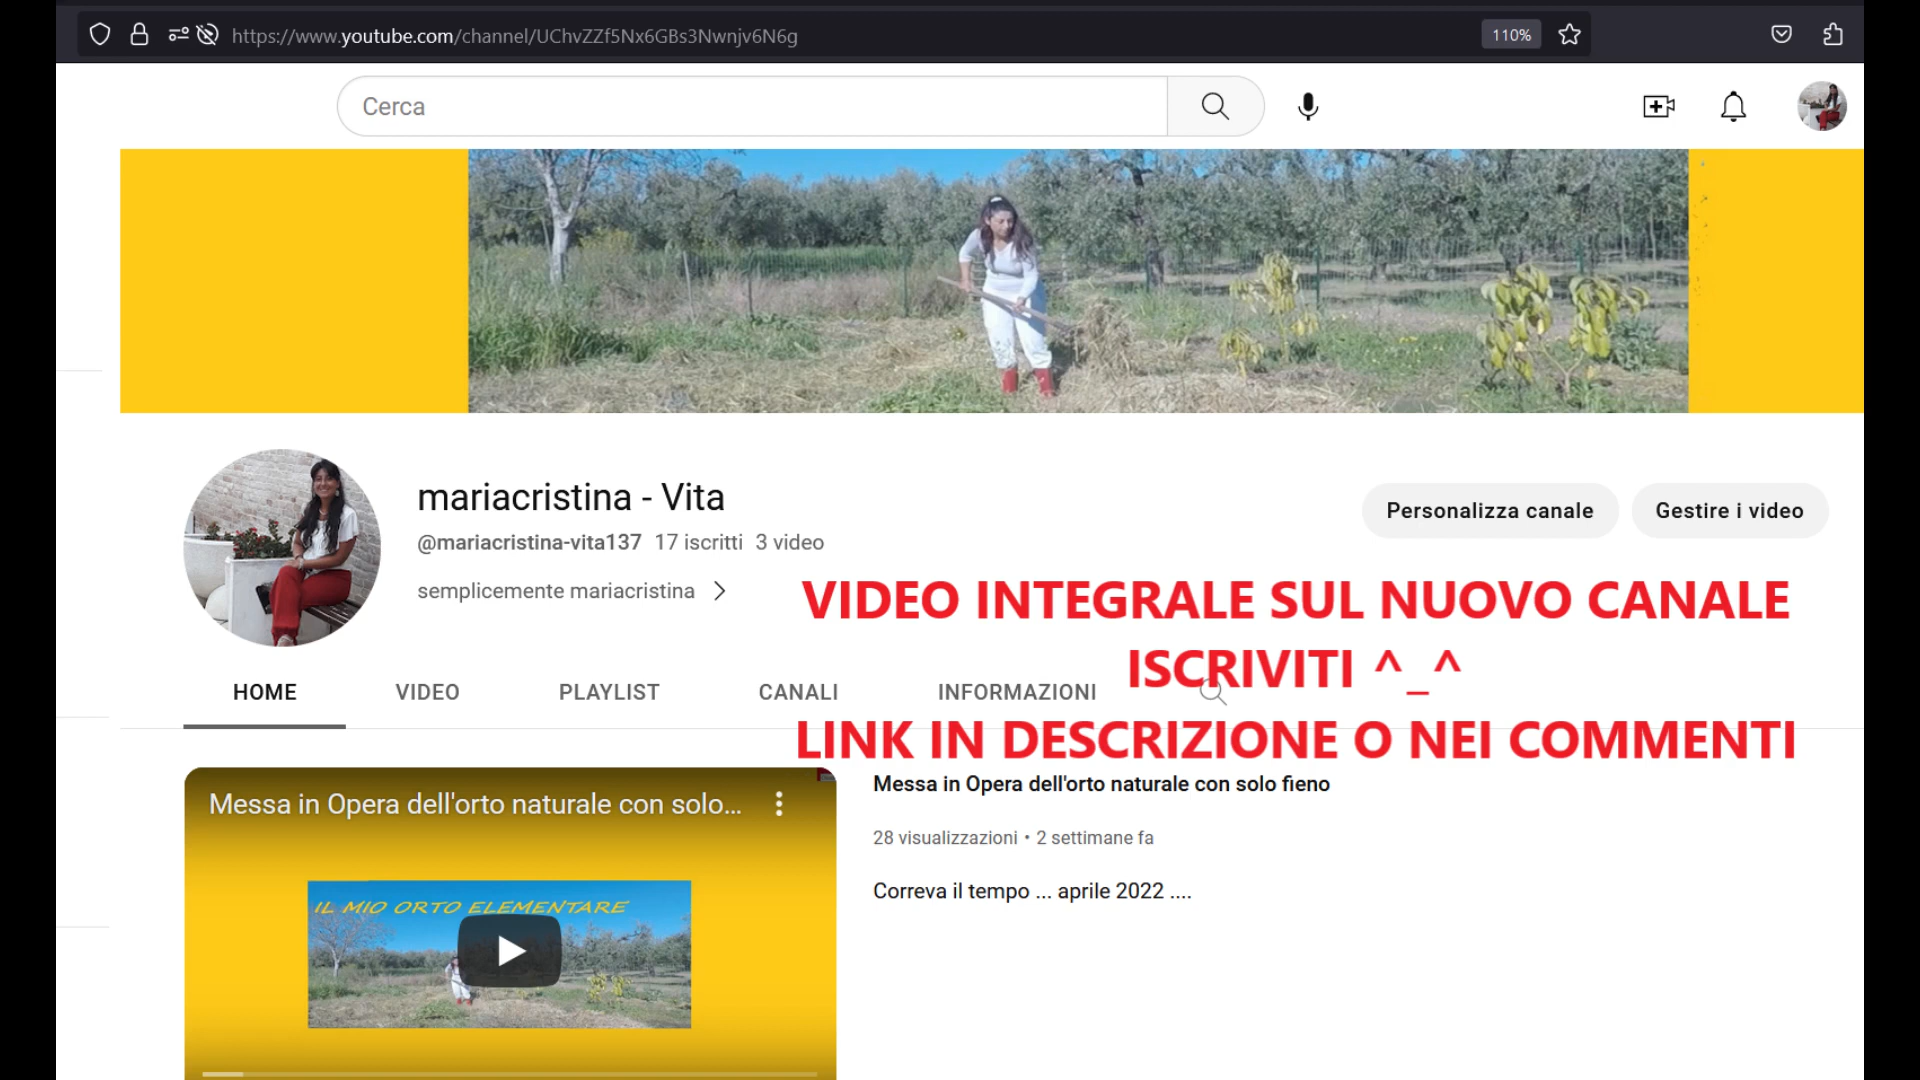 https://www.youtube.com/channel/UChvZZf5Nx6GBs3Nwnjv6N6g
110%
Cerca
mariacristina - Vita
@mariacristina-vita137 17 iscritti 3 video
semplicemente mariacristina
Personalizza canale
Gestire i video
VIDEO INTEGRALE SUL NUOVO CANALE
ISCRIVITI ^_^
LINK IN DESCRIZIONE O NEI COMMENTI
HOME
VIDEO
PLAYLIST
CANALI
INFORMAZIONI
Messa in Opera dell'orto naturale con solo...
IL MIO ORTO ELEMENTARE
Messa in Opera dell'orto naturale con solo fieno
28 visualizzazioni • 2 settimane fa
Correva il tempo ... aprile 2022 ....